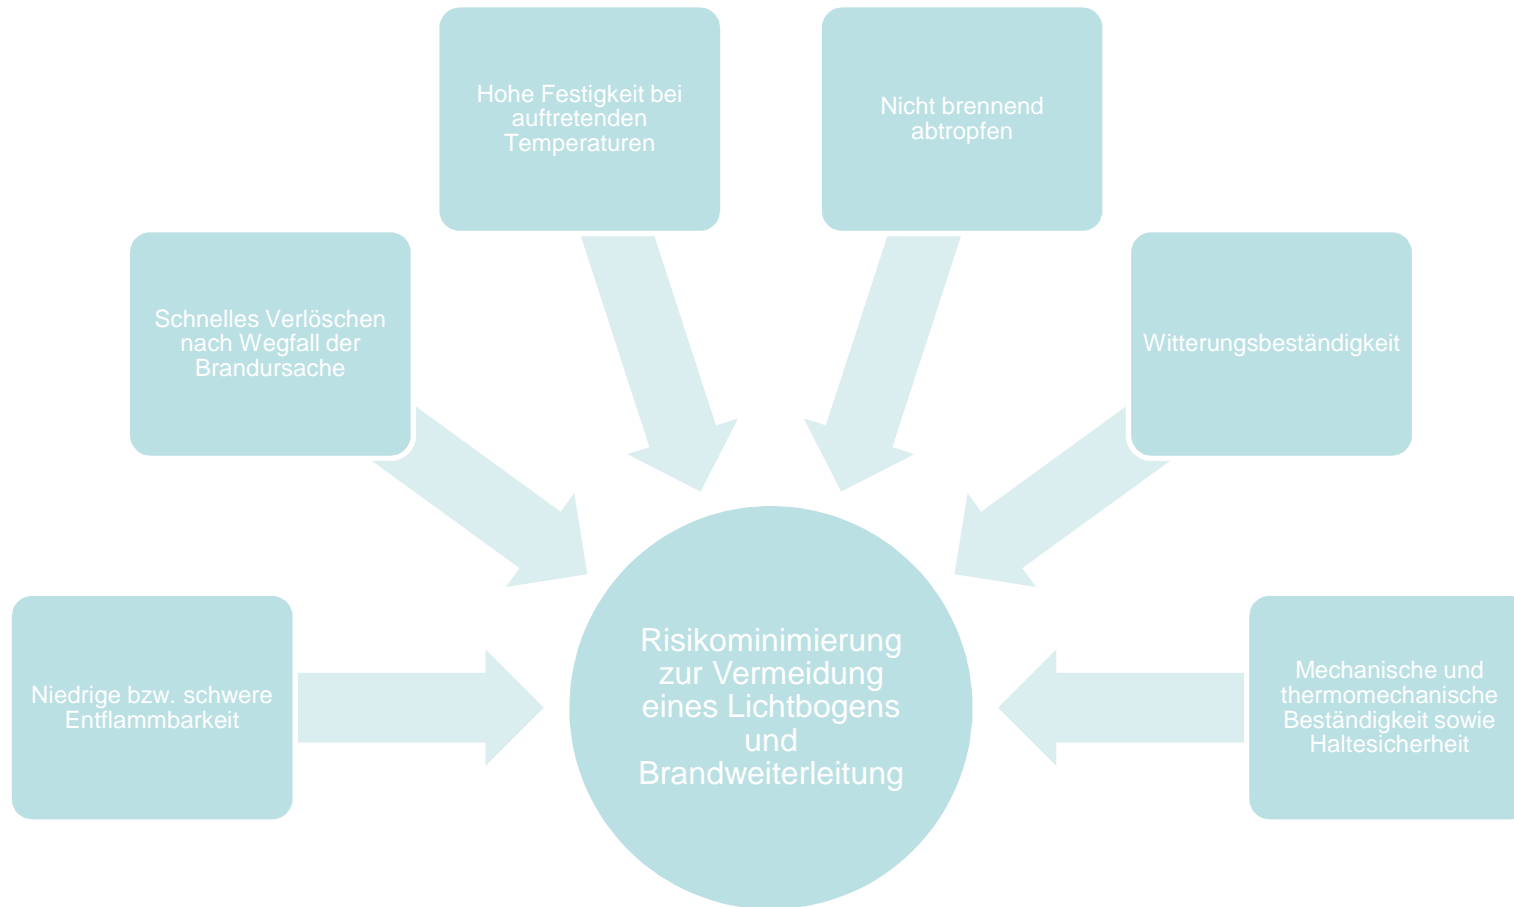 Hohe Festigkeit bei
auftretenden
Temperaturen
Nicht brennend
abtropfen
Schnelles Verlöschen
nach Wegfall der
Brandursache
Witterungsbeständigkeit
Niedrige bzw. schwere
Entflammbarkeit
Risikominimierung
zur Vermeidung
eines Lichtbogens
und
Brandweiterleitung
Mechanische und
thermomechanische
Beständigkeit sowie
Haltesicherheit